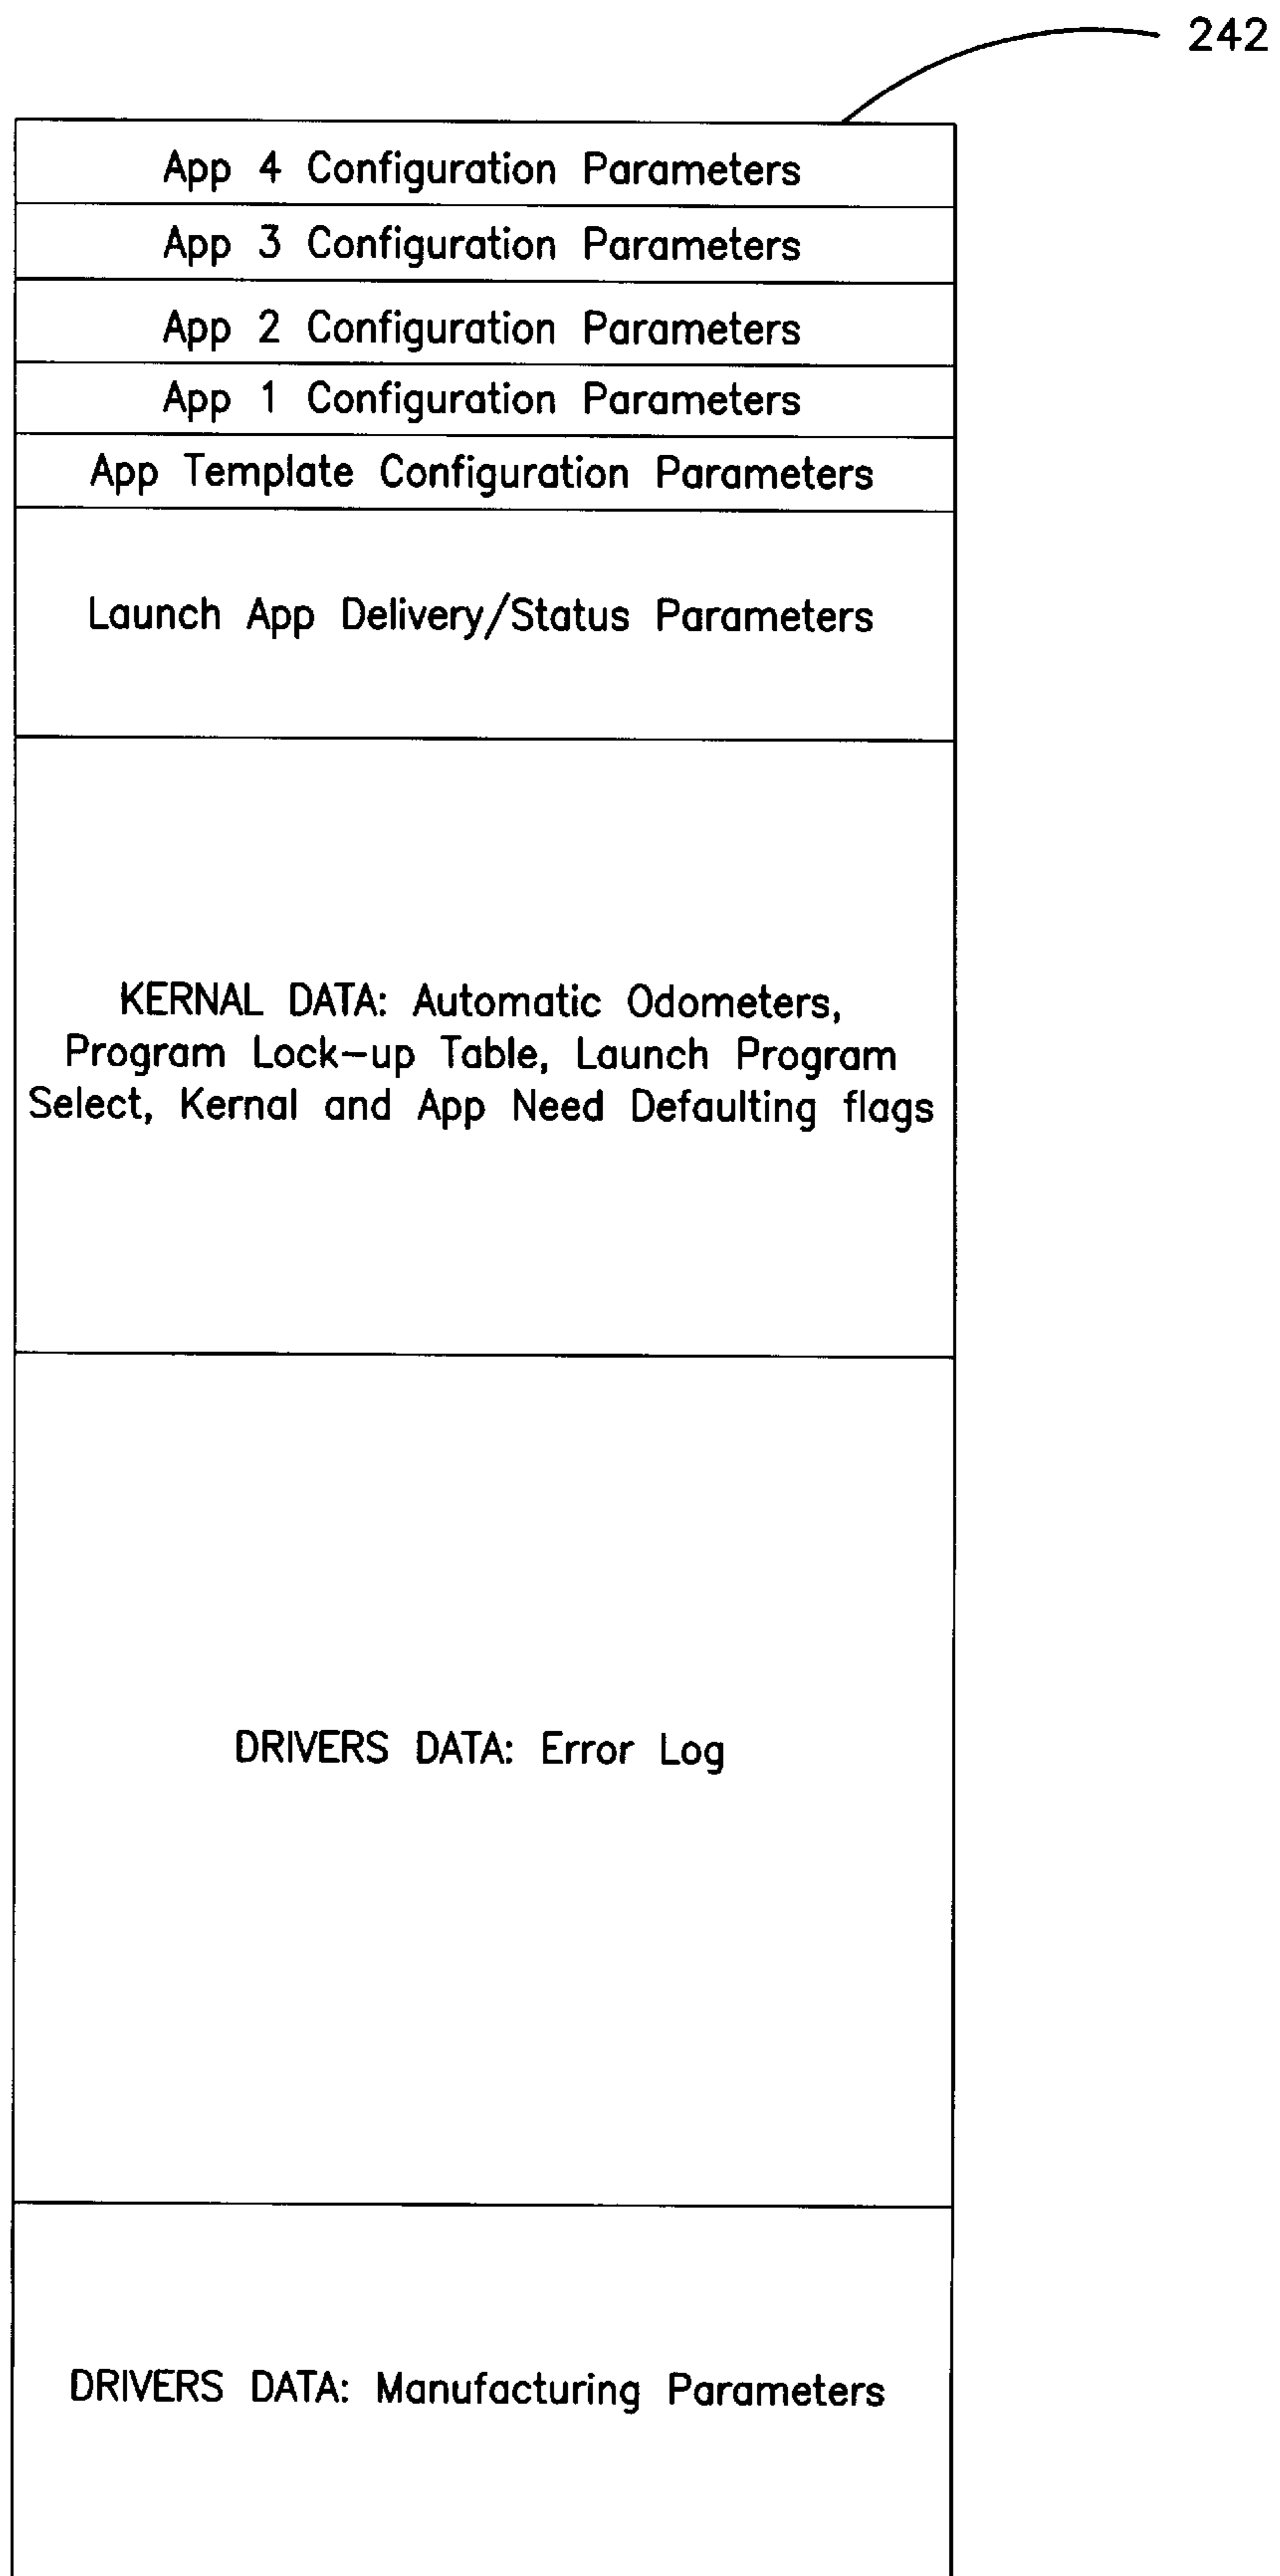 242
App 4 Configuration Parameters
App 3 Configuration Parameters
App 2 Configuration Parameters
App 1 Configuration Parameters
App Template Configuration Parameters
Launch App Delivery/Status Parameters
KERNAL DATA: Automatic Odometers,
Program Lock-up Table, Launch Program
Select, Kernal and App Need Defaulting flags
DRIVERS DATA: Error Log
DRIVERS DATA: Manufacturing Parameters